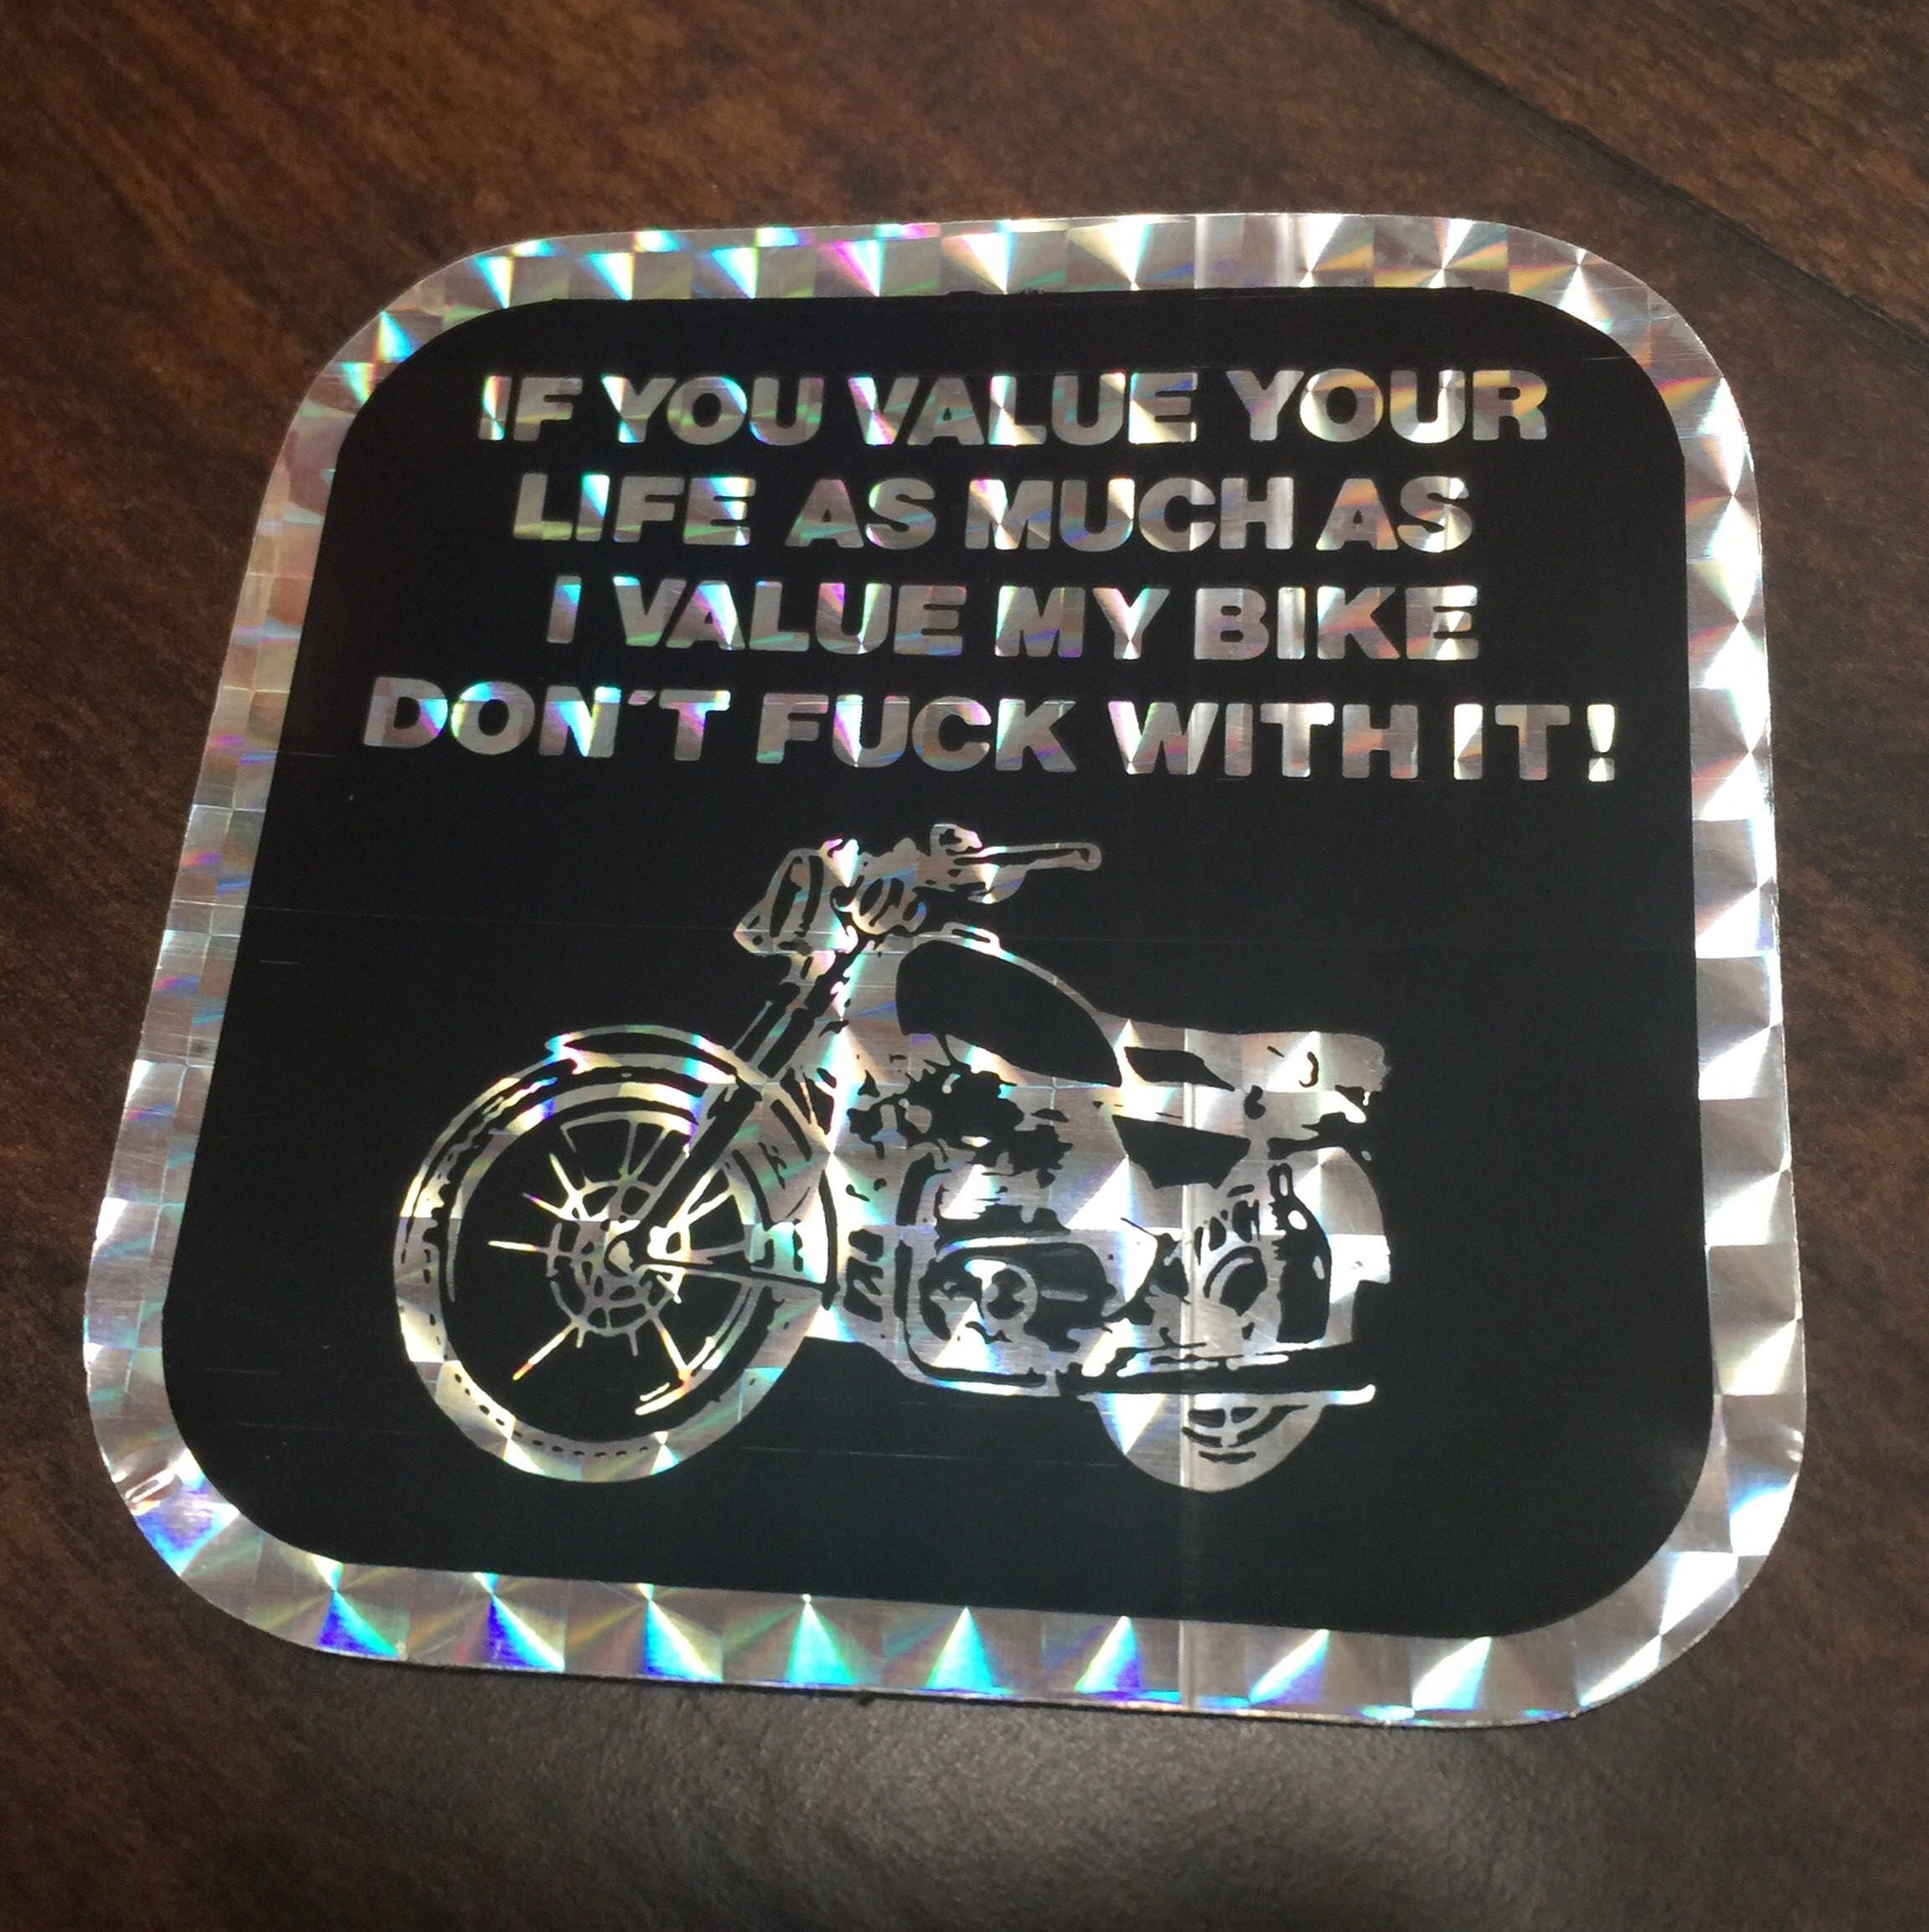 IF YOU VALUE YOUR
LIFE AS MUCH AS
I VALUE MY BIKE
DON'T FUCK WITH IT!